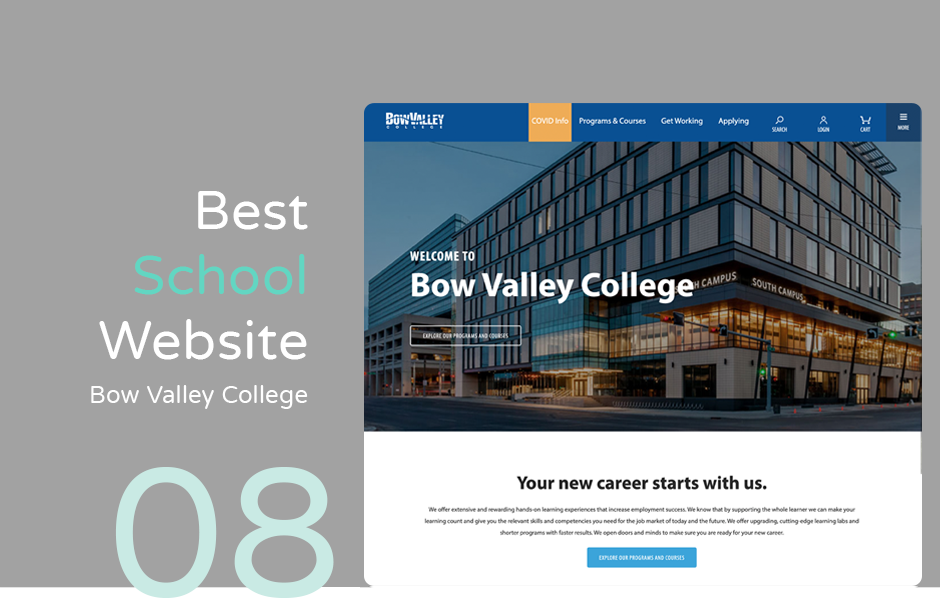 Best
School
Website
Bow Valley College
08
BOW VALLEY
COLLEGE
COVID Info
Programs & Courses
Get Working
Applying
SEARCH
LOGIN
CART
MORE
WELCOME TO
Bow Valley College
EXPLORE OUR PROGRAMS AND COURSES
H CAMPUS
SOUTH CAMPUS
Your new career starts with us.
We offer extensive and rewarding hands-on learning experiences that increase employment success. We know that by supporting the whole learner we can make your
learning count and give you the relevant skills and competencies you need for the job market of today and the future. We offer upgrading, cutting-edge learning labs and
shorter programs with faster results. We open doors and minds to make sure you are ready for your new career.
EXPLORE OUR PROGRAMS AND COURSES